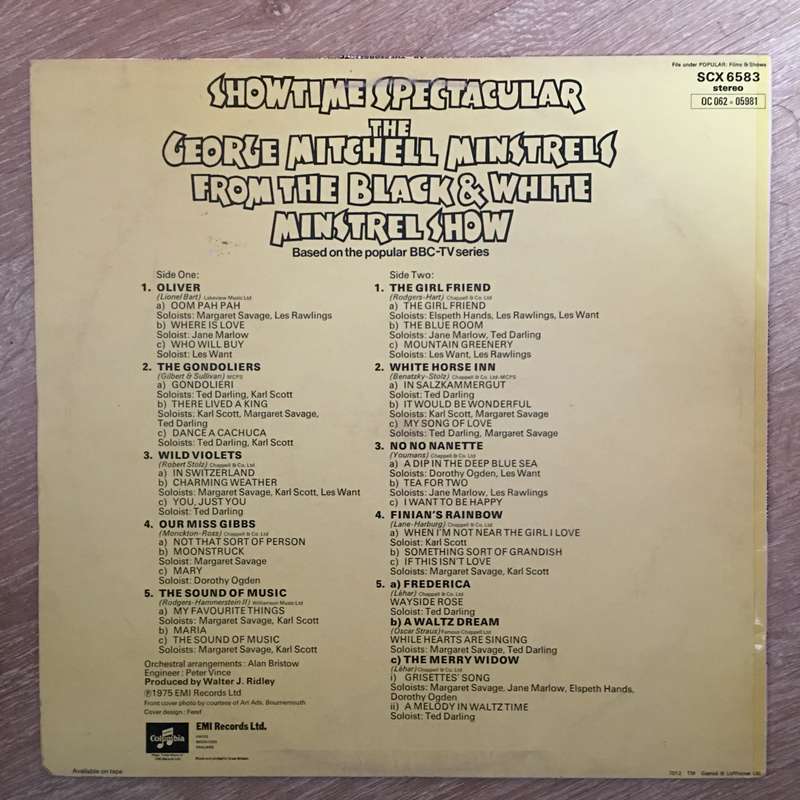 File under POPULAR: Films & Shows
SCX 6583
stereo
OC 062 · 05981
SHOWTIME SPECTACULAR
THE
GEORGE MITCHELL MINSTRELS
FROM THE BLACK & WHITE
MINSTREL SHOW
Based on the popular BBC-TV series
Side One:
1. OLIVER
(Lionel Bart) Lakeview Music Ltd
a) OOM PAH PAH
Soloists: Margaret Savage, Les Rawlings
b) WHERE IS LOVE
Soloist: Jane Marlow
c) WHO WILL BUY
Soloist: Les Want
2. THE GONDOLIERS
(Gilbert & Sullivan) MCPS
a) GONDOLIERI
Soloists: Ted Darling, Karl Scott
b) THERE LIVED A KING
Soloists: Karl Scott, Margaret Savage,
Ted Darling
c) DANCE A CACHUCA
Soloists: Ted Darling, Karl Scott
3. WILD VIOLETS
(Robert Stolz) Chappell & Co. Ltd
a) IN SWITZERLAND
b) CHARMING WEATHER
Soloists: Margaret Savage, Karl Scott, Les Want
c) YOU, JUST YOU
Soloist: Ted Darling
4. OUR MISS GIBBS
(Monckton-Ross) Chappell & Co. Ltd
a) NOT THAT SORT OF PERSON
b) MOONSTRUCK
Soloist: Margaret Savage
c) MARY
Soloist: Dorothy Ogden
5. THE SOUND OF MUSIC
(Rodgers-Hammerstein II) Williamson Music Ltd
a) MY FAVOURITE THINGS
Soloists: Margaret Savage, Karl Scott
b) MARIA
c) THE SOUND OF MUSIC
Soloists: Margaret Savage, Karl Scott
Orchestral arrangements: Alan Bristow
Engineer: Peter Vince
Produced by Walter J. Ridley
℗ 1975 EMI Records Ltd
Front cover photo by courtesy of Art Ads. Bournemouth
Cover design: Feref
Side Two:
1. THE GIRL FRIEND
(Rodgers-Hart) Chappell & Co. Ltd
a) THE GIRL FRIEND
Soloists: Elspeth Hands, Les Rawlings, Les Want
b) THE BLUE ROOM
Soloists: Jane Marlow, Ted Darling
c) MOUNTAIN GREENERY
Soloists: Les Want, Les Rawlings
2. WHITE HORSE INN
(Benatzky-Stolz) Chappell & Co. Ltd-MCPS
a) IN SALZKAMMERGUT
Soloist: Ted Darling
b) IT WOULD BE WONDERFUL
Soloists: Karl Scott, Margaret Savage
c) MY SONG OF LOVE
Soloists: Ted Darling, Margaret Savage
3. NO NO NANETTE
(Youmans) Chappell & Co. Ltd
a) A DIP IN THE DEEP BLUE SEA
Soloists: Dorothy Ogden, Les Want
b) TEA FOR TWO
Soloists: Jane Marlow, Les Rawlings
c) I WANT TO BE HAPPY
4. FINIAN'S RAINBOW
(Lane-Harburg) Chappell & Co. Ltd
a) WHEN I'M NOT NEAR THE GIRL I LOVE
Soloist: Karl Scott
b) SOMETHING SORT OF GRANDISH
c) IF THIS ISN'T LOVE
Soloists: Margaret Savage, Karl Scott
5. a) FREDERICA
(Léhar) Chappell & Co. Ltd
WAYSIDE ROSE
Soloist: Ted Darling
b) A WALTZ DREAM
(Oscar Straus) Famous Chappell Ltd
WHILE HEARTS ARE SINGING
Soloists: Margaret Savage, Ted Darling
c) THE MERRY WIDOW
(Léhar) Chappell & Co. Ltd
i) GRISETTES' SONG
Soloists: Margaret Savage, Jane Marlow, Elspeth Hands,
Dorothy Ogden
ii) A MELODY IN WALTZ TIME
Soloist: Ted Darling
Columbia
EMI Records Ltd.
Available on tape